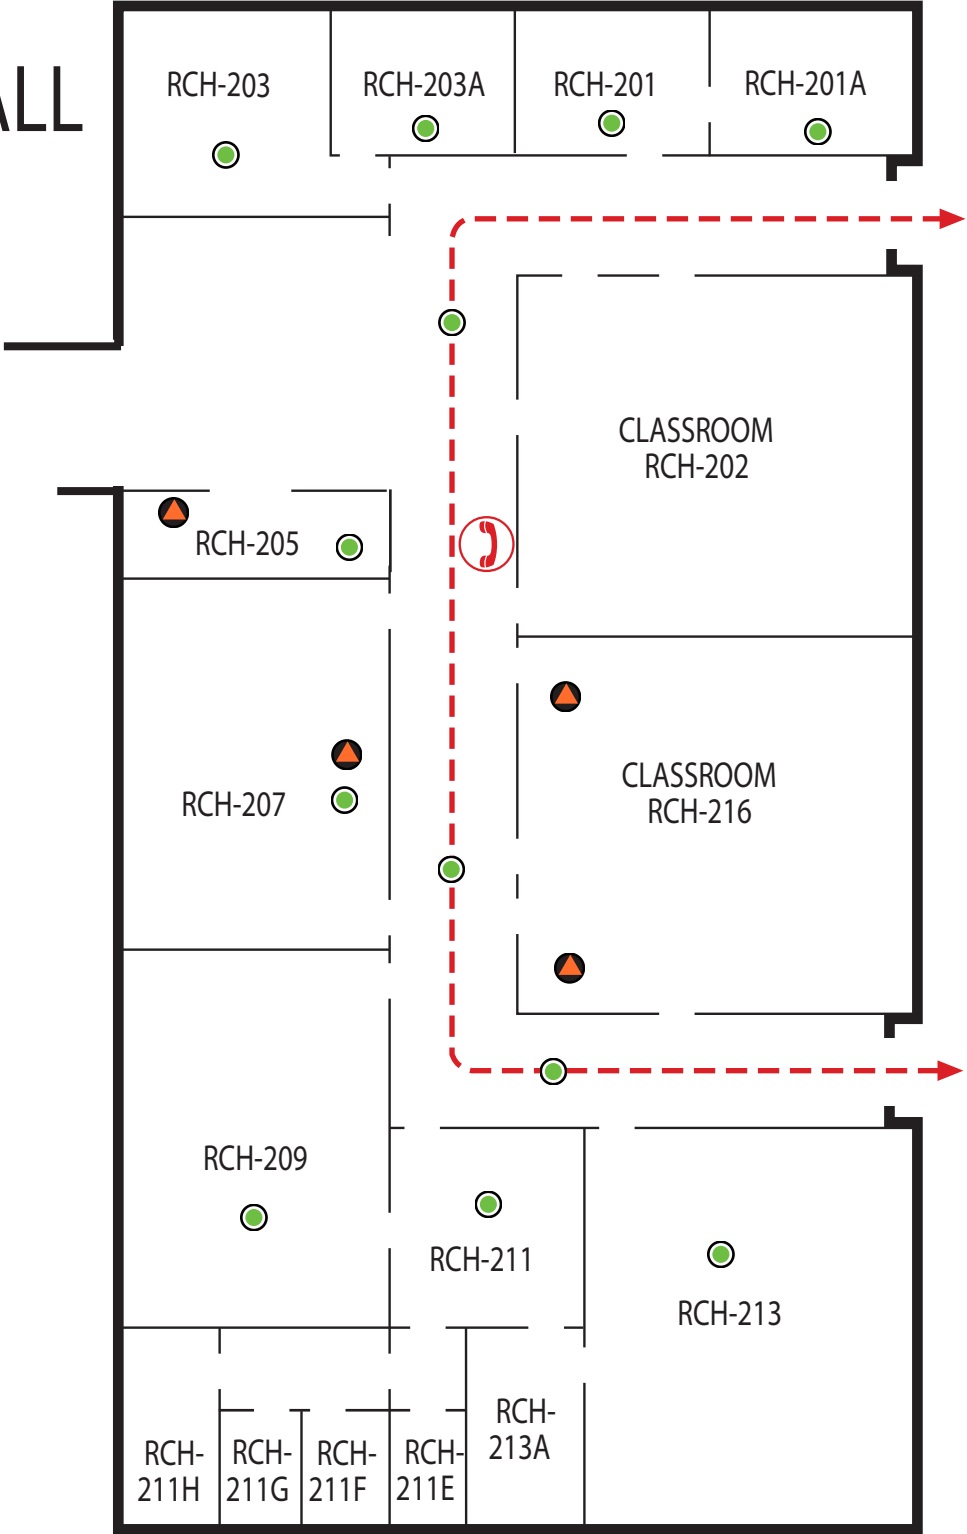 ALL
RCH-203
RCH-203A
RCH-201
RCH-201A
CLASSROOM
RCH-202
RCH-205
CLASSROOM
RCH-216
RCH-207
RCH-209
RCH-211
RCH-213
RCH-
213A
RCH-
211H
RCH-
211G
RCH-
211F
RCH-
211E